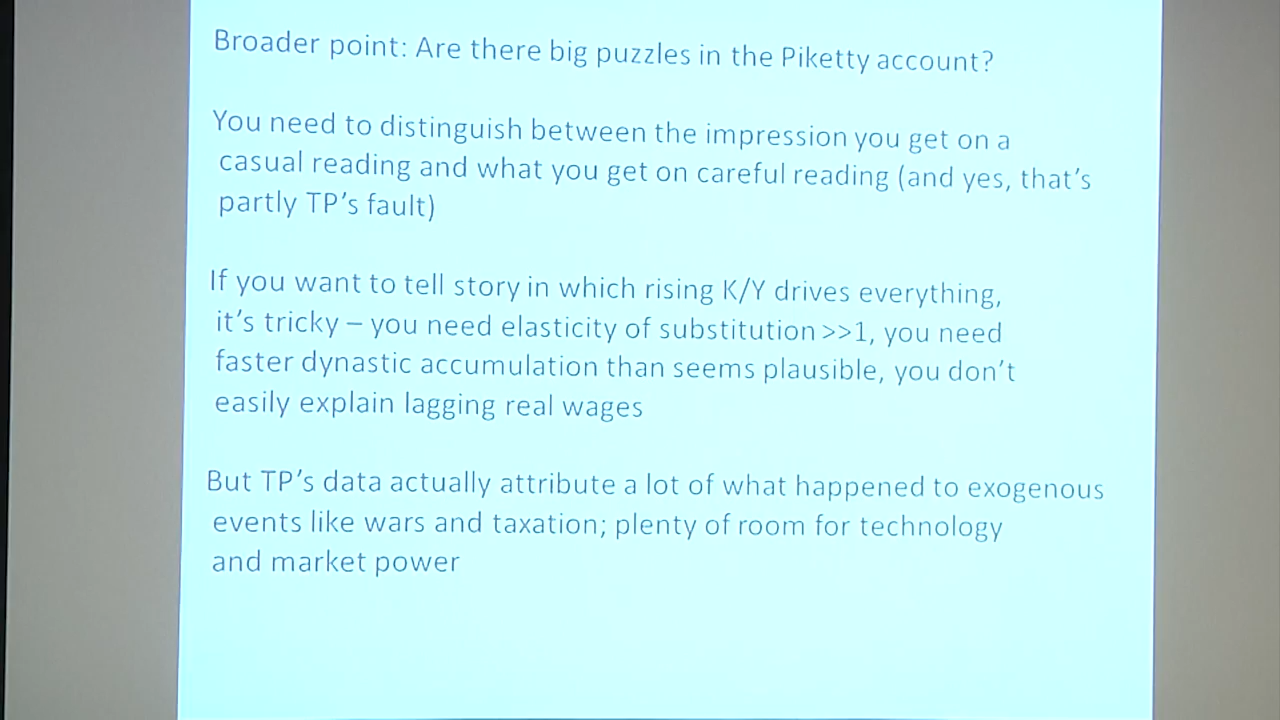 Broader point: Are there big puzzles in the Piketty account?
You need to distinguish between the impression you get on a
casual reading and what you get on careful reading (and yes, that's
partly TP's fault)
If you want to tell story in which rising K/Y drives everything,
it's tricky – you need elasticity of substitution >>1, you need
faster dynastic accumulation than seems plausible, you don't
easily explain lagging real wages
But TP's data actually attribute a lot of what happened to exogenous
events like wars and taxation; plenty of room for technology
and market power